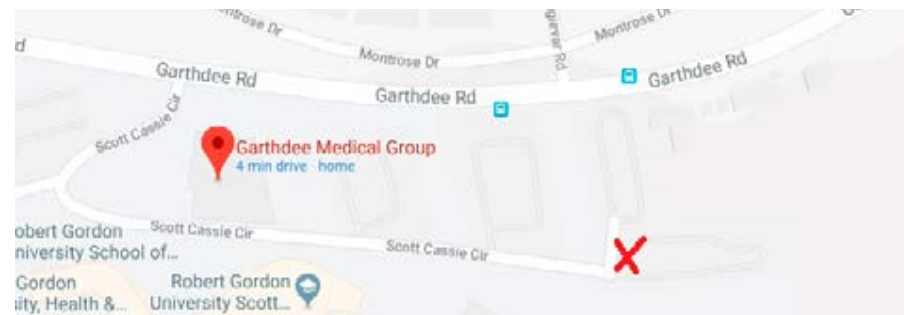 Montrose Dr
Montrose Dr
Montrose Dr
Rd
Garthdee Rd
Garthdee Rd
Garthdee Rd
Scott Cassie Cir
Garthdee Medical Group
4 min drive · home
Scott Cassie Cir
Scott Cassie Cir
obert Gordon
niversity School
of...
Gordon
ity, Health &...
Robert Gordon
University Scott...